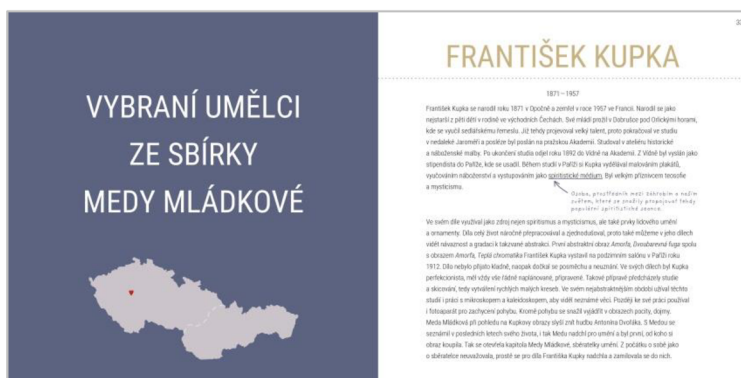 VYBRANÍ UMĚLCI
ZE SBÍRKY
MEDY MLÁDKOVÉ
FRANTIŠEK KUPKA
1871 – 1957
František Kupka se narodil roku 1871 v Opočně a zemřel v race 1957 ve Francii. Narodil se jako
nejstarší z pěti dětí v rodině ve východních Čechách. Své mládí prožil v Dobrušce pod Orlickými horami,
kde se vyučil sedlářskému řemeslu. Již tehdy projevoval velký talent, proto pokračoval ve studiu
v nedaleké Jaroměři a posléze byl poslán na pražskou Akademii. Studoval v ateliéru historické
a náboženské malby. Po ukončení studia odjel roku 1892 do Vídně na Akademii. Z Vídně byl vyslán jako
stipendista do Paříže, kde se usadil. Během studií v Paříži si Kupka vydělával malováním plakátů,
vyučováním náboženství a vystupováním jako spiritistické médium. Byl velkým příznivcem teosofie
a mysticismu.
Osoba, prostředník mezi záhrobím a naším
světem, které se snažily propojovat tehdy
populární spiritistické seance.
Ve svém díle využíval jako zdroj nejen spiritismus a mysticismus, ale také prvky lidového umění
a ornamenty. Díla celý život náročně přepracovával a zjednodušoval, proto také můžeme v jeho dílech
vidět návaznost a gradaci k takzvané abstrakci. První abstraktní obraz Amorfa, Dvoubarevná fuga spolu
s obrazem Amorfa, Teplá chromatika František Kupka vystavil na podzimním salónu v Paříži roku
1912. Dílo nebylo přijato kladně, naopak dočkal se posměchu a neuznání. Ve svých dílech byl Kupka
perfekcionista, měl vždy vše řádně naplánované, připravené. Takové přípravě předcházely studie
a skicování, tedy vytváření rychlých malých kreseb. Ve svém nejabstraktnějším období užíval těchto
studií i práci s mikroskopem a kaleidoskopem, aby viděl neznámé věci. Později ke své práci používal
i fotoaparát pro zachycení pohybu. Kromě pohybu se snažil vyjádřit v obrazech pocity, dojmy.
Meda Mládková při pohledu na Kupkovy obrazy slyší znít hudbu Antonína Dvořáka. S Medou se
seznámil v posledních letech svého života, i tak Medu nadchl pro umění a byl první, od koho si
obraz koupila. Tak se otevřela kapitola Medy Mládkové, sběratelky umění. Z počátku o sobě jako
o sběratelce neuvažovala, prostě se pro díla Františka Kupky nadchla a zamilovala se do nich.